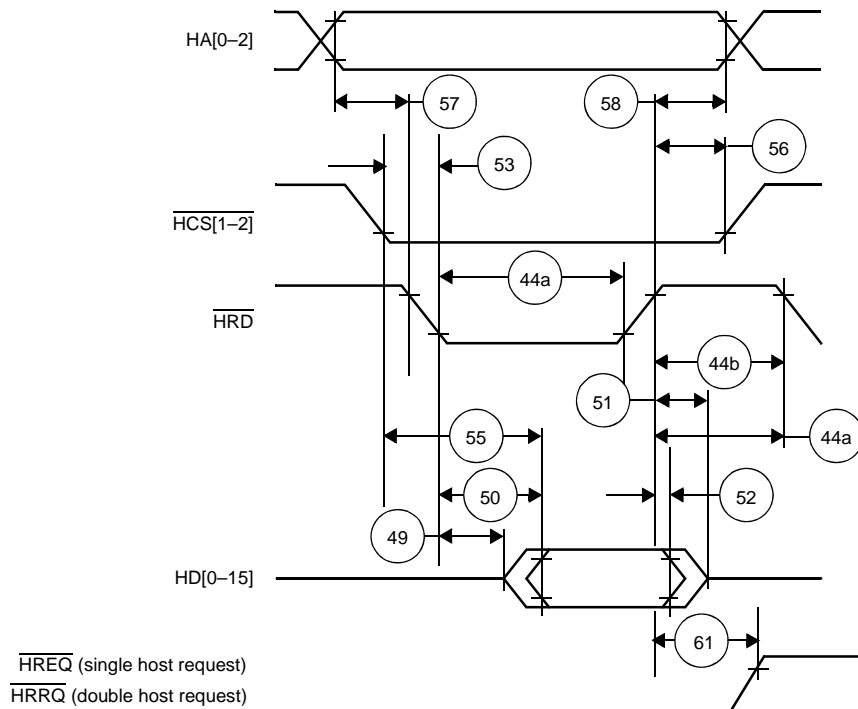 HA[0–2]
57
58
56
53
HCS[1–2]
44a
HRD
44b
51
55
44a
50
52
49
HD[0–15]
61
HREQ (single host request)
HRRQ (double host request)